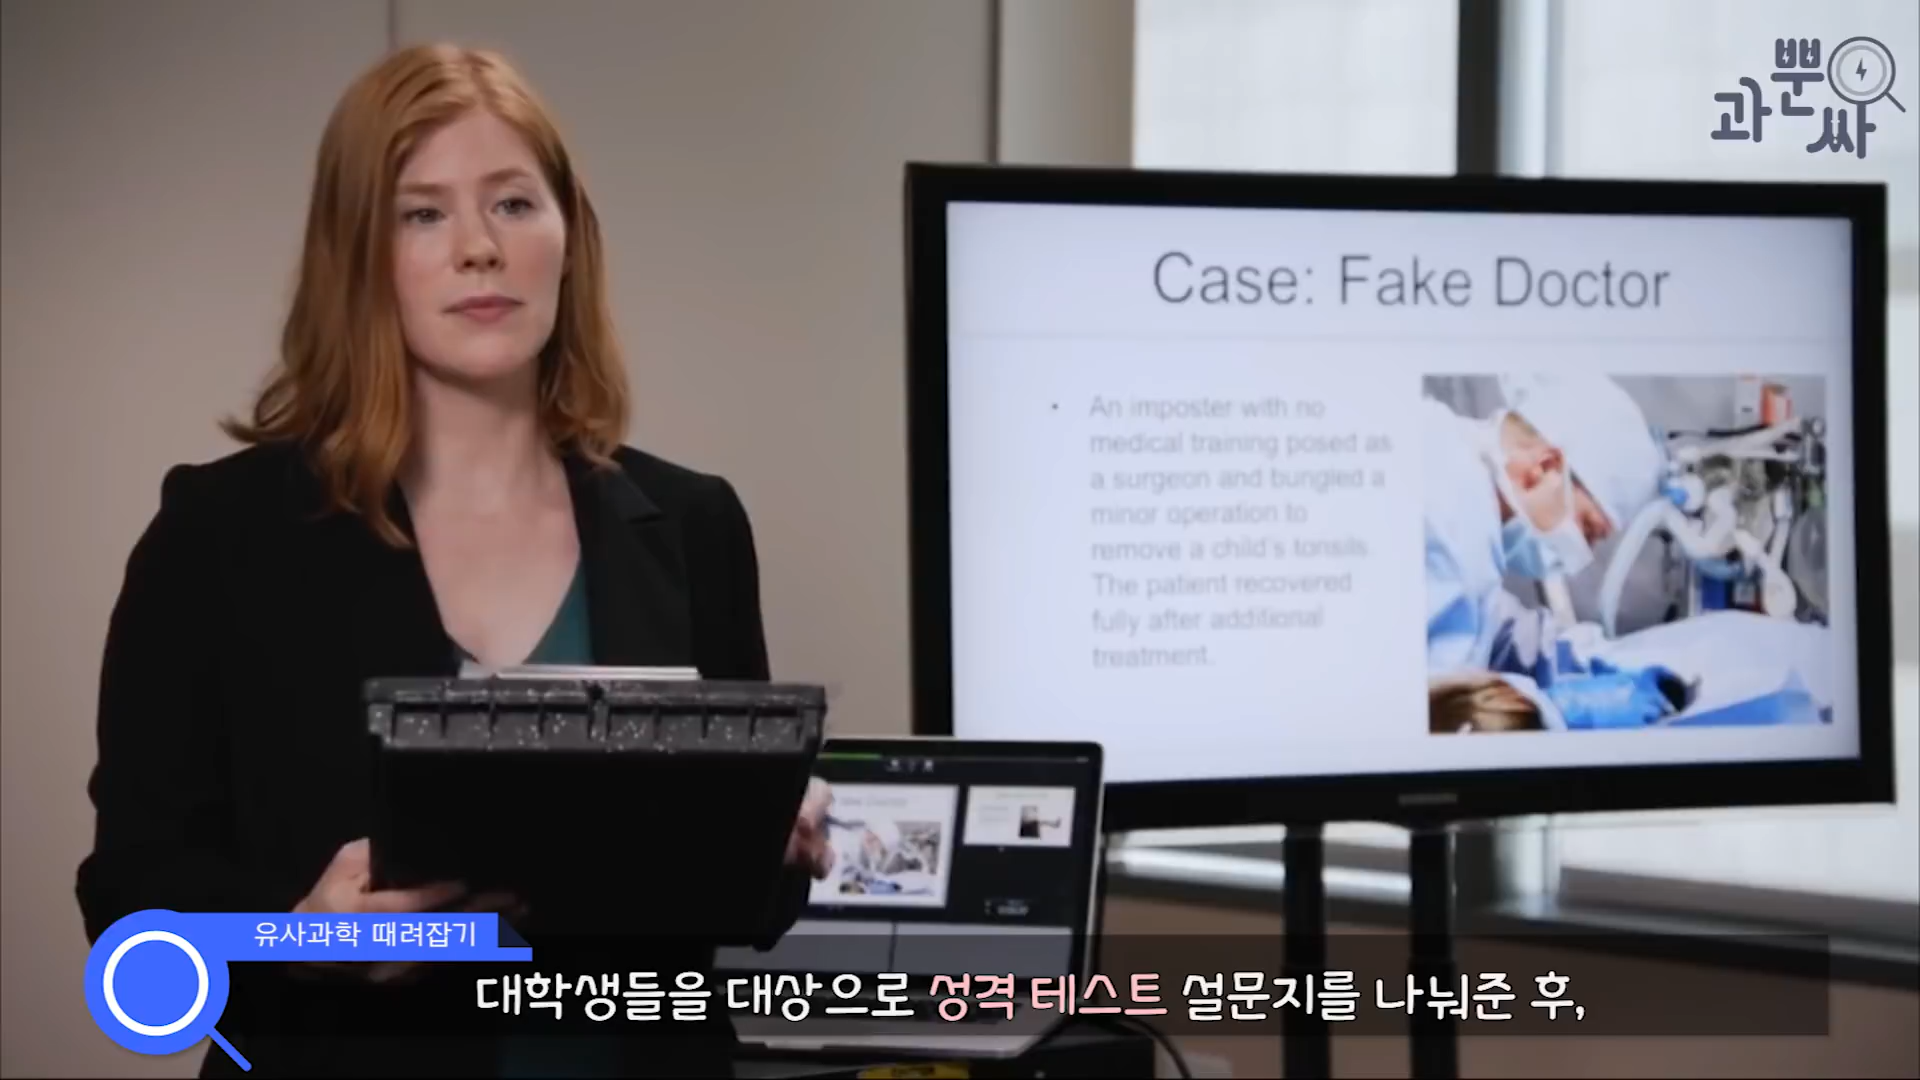 과뿐싸
Case: Fake Doctor
• An imposter with no
medical training posed as
a surgeon and bungled a
minor operation to
remove a child's tonsils.
The patient recovered
fully after additional
treatment.
유사과학 때려잡기
대학생들을 대상으로 성격 테스트 설문지를 나눠준 후,